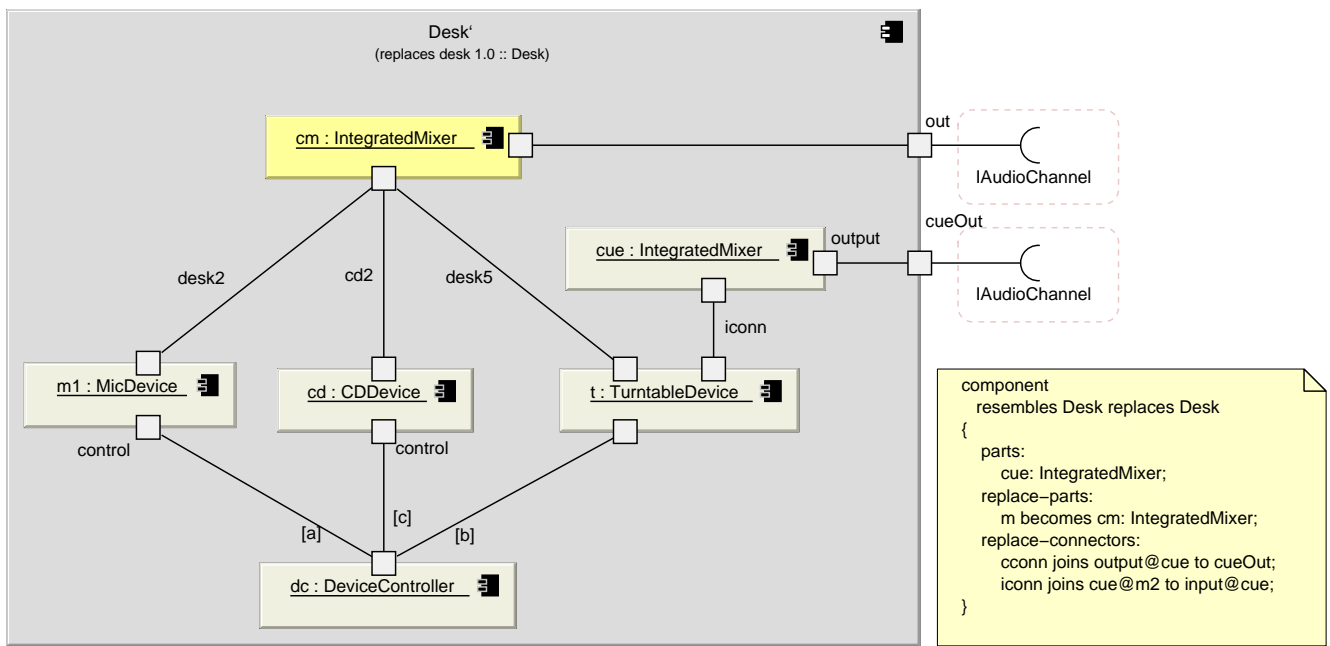 Desk‘
(replaces desk 1.0 :: Desk)
cm : IntegratedMixer
out
IAudioChannel
cueOut
cue : IntegratedMixer
output
IAudioChannel
desk2
cd2
desk5
iconn
m1 : MicDevice
cd : CDDevice
t : TurntableDevice
control
control
[a]
[c]
[b]
dc : DeviceController
component
resembles Desk replaces Desk
{
parts:
cue: IntegratedMixer;
replace−parts:
m becomes cm: IntegratedMixer;
replace−connectors:
cconn joins output@cue to cueOut;
iconn joins cue@m2 to input@cue;
}